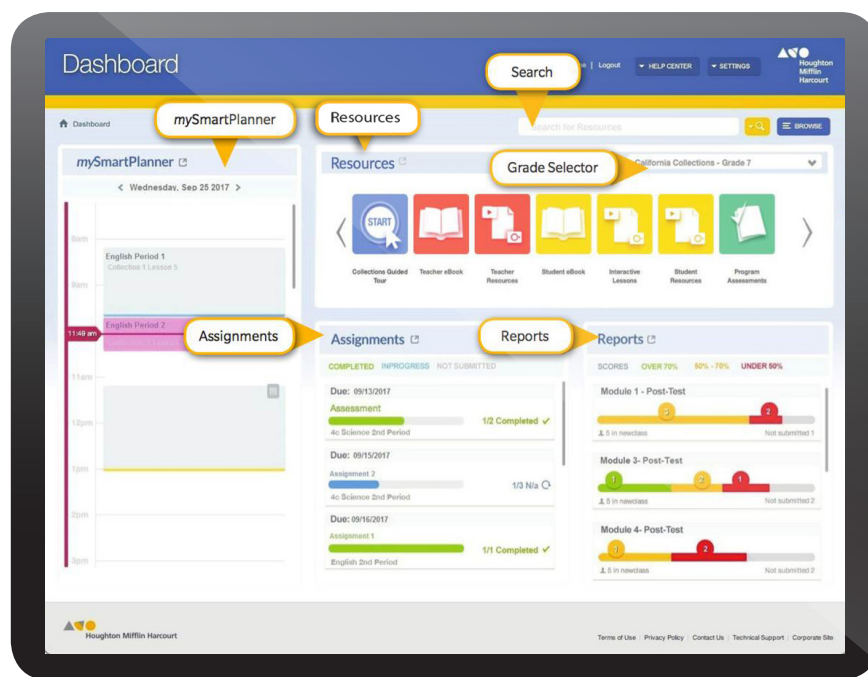 Dashboard
Search
Logout
HELP CENTER
SETTINGS
Houghton
Mifflin
Harcourt
Dashboard
mySmartPlanner
Resources
Search for Resources
BROWSE
mySmartPlanner
Resources
Grade Selector
California Collections - Grade 7
Wednesday, Sep 25 2017
8am
English Period 1
Collection 1 Lesson 5
9am
START
Collections Guided
Tour
Teacher eBook
Teacher
Resources
Student eBook
Interactive
Lessons
Student
Resources
Program
Assessments
11:49 am
English Period 2
Assignments
Assignments
Reports
Reports
COMPLETED INPROGRESS NOT SUBMITTED
SCORES OVER 70% 50% - 70% UNDER 50%
11am
12pm
1pm
2pm
3pm
Due: 09/13/2017
Assessment
1/2 Completed
4c Science 2nd Period
Due: 09/15/2017
Assignment 2
1/3 N/a
4c Science 2nd Period
Due: 09/16/2017
Assignment 1
1/1 Completed
English 2nd Period
Module 1 - Post-Test
2
5 in newclass
Not submitted 1
Module 3- Post-Test
1 2 1
5 in newclass
Not submitted 2
Module 4- Post-Test
1 2
5 in newclass
Not submitted 2
Houghton Mifflin Harcourt
Terms of Use | Privacy Policy | Contact Us | Technical Support | Corporate Site